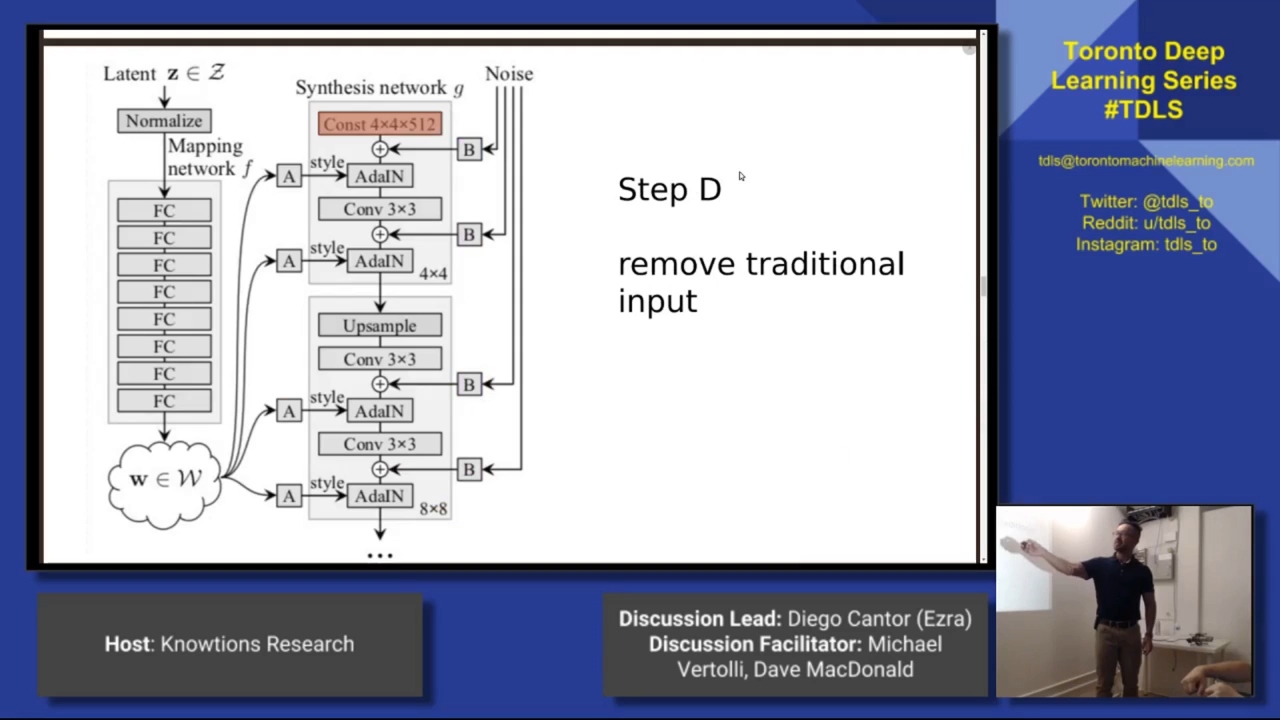 Latent z ∈ Z
Normalize
Mapping
network f
FC
FC
FC
FC
FC
FC
FC
FC
w ∈ W
Synthesis network g
Noise
Const 4×4×512
B
A
style
AdaIN
Conv 3×3
B
A
style
AdaIN
4×4
Upsample
Conv 3×3
B
A
style
AdaIN
Conv 3×3
B
A
style
AdaIN
8×8
...
Step D
remove traditional
input
Toronto Deep
Learning Series
#TDLS
tdls@torontomachinelearning.com
Twitter: @tdls_to
Reddit: u/tdls_to
Instagram: tdls_to
Host: Knowtions Research
Discussion Lead: Diego Cantor (Ezra)
Discussion Facilitator: Michael
Vertolli, Dave MacDonald